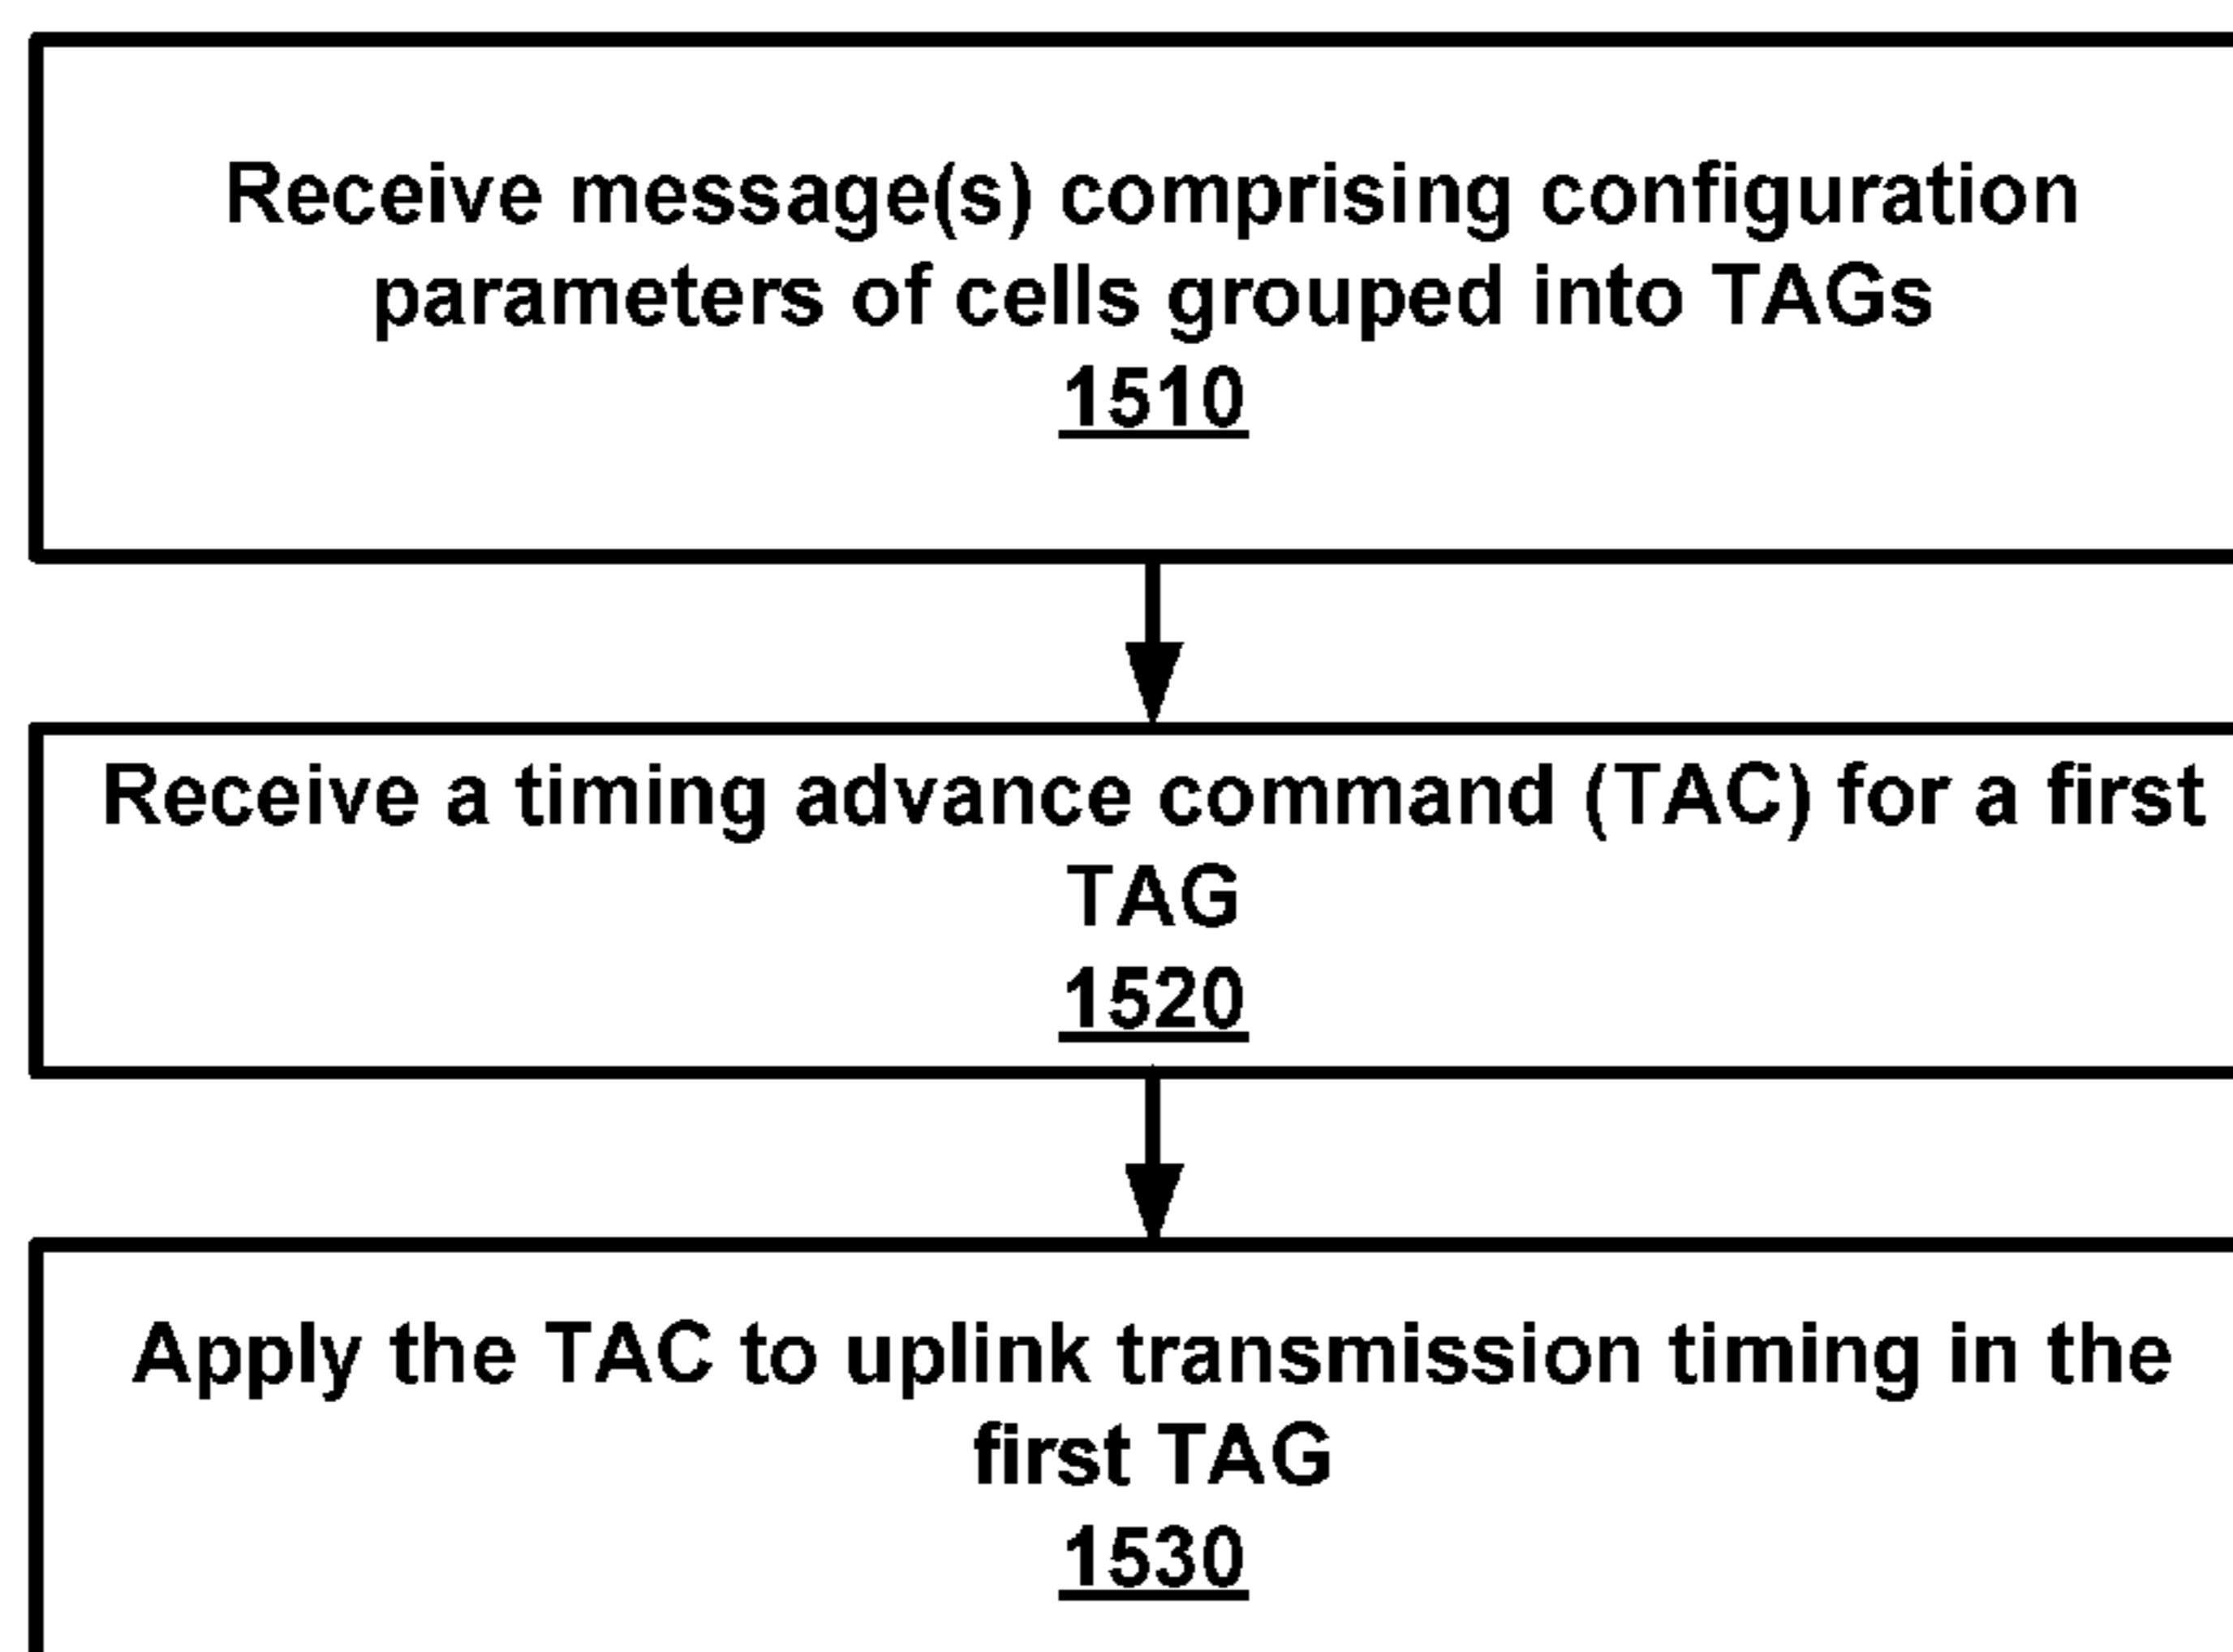 Receive message(s) comprising configuration
parameters of cells grouped into TAGs
1510
Receive a timing advance command (TAC) for a first
TAG
1520
Apply the TAC to uplink transmission timing in the
first TAG
1530